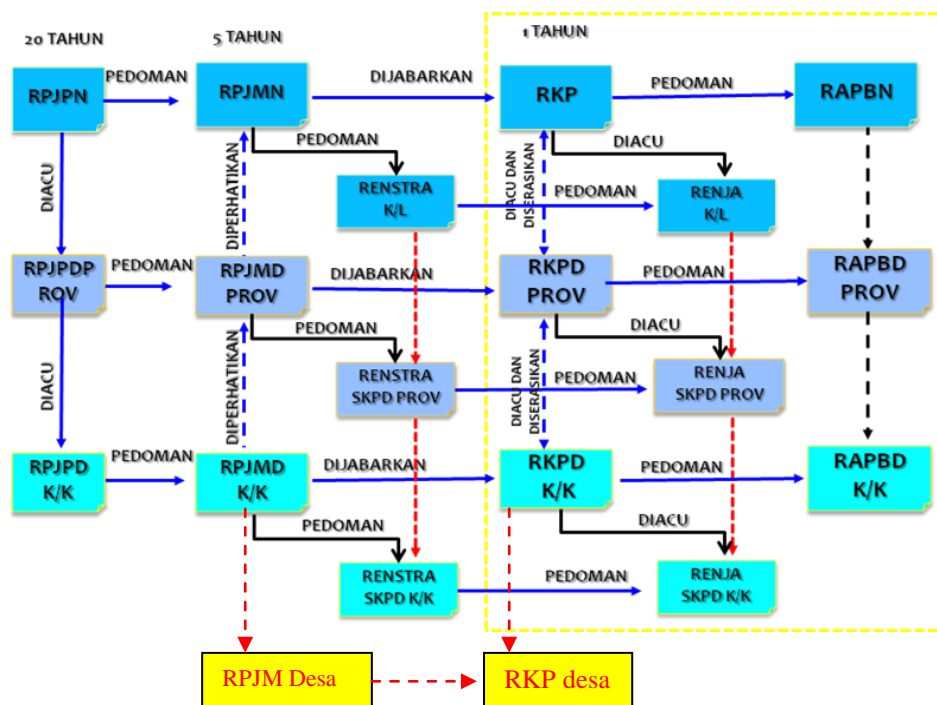 20 TAHUN
5 TAHUN
1 TAHUN
RPJPN
PEDOMAN
RPJMN
DIJABARKAN
RKP
PEDOMAN
RAPBN
DIACU
DIPERHATIKAN
PEDOMAN
RENSTRA
K/L
DIACU DAN
DISERASIKAN
DIACU
PEDOMAN
RENJA
K/L
RPJPDP
ROV
PEDOMAN
RPJMD
PROV
DIJABARKAN
RKPD
PROV
PEDOMAN
RAPBD
PROV
DIACU
DIPERHATIKAN
PEDOMAN
RENSTRA
SKPD PROV
DIACU DAN
DISERASIKAN
DIACU
PEDOMAN
RENJA
SKPD PROV
RPJPD
K/K
PEDOMAN
RPJMD
K/K
DIJABARKAN
RKPD
K/K
PEDOMAN
RAPBD
K/K
PEDOMAN
RENSTRA
SKPD K/K
DIACU
PEDOMAN
RENJA
SKPD K/K
RPJM Desa
RKP desa